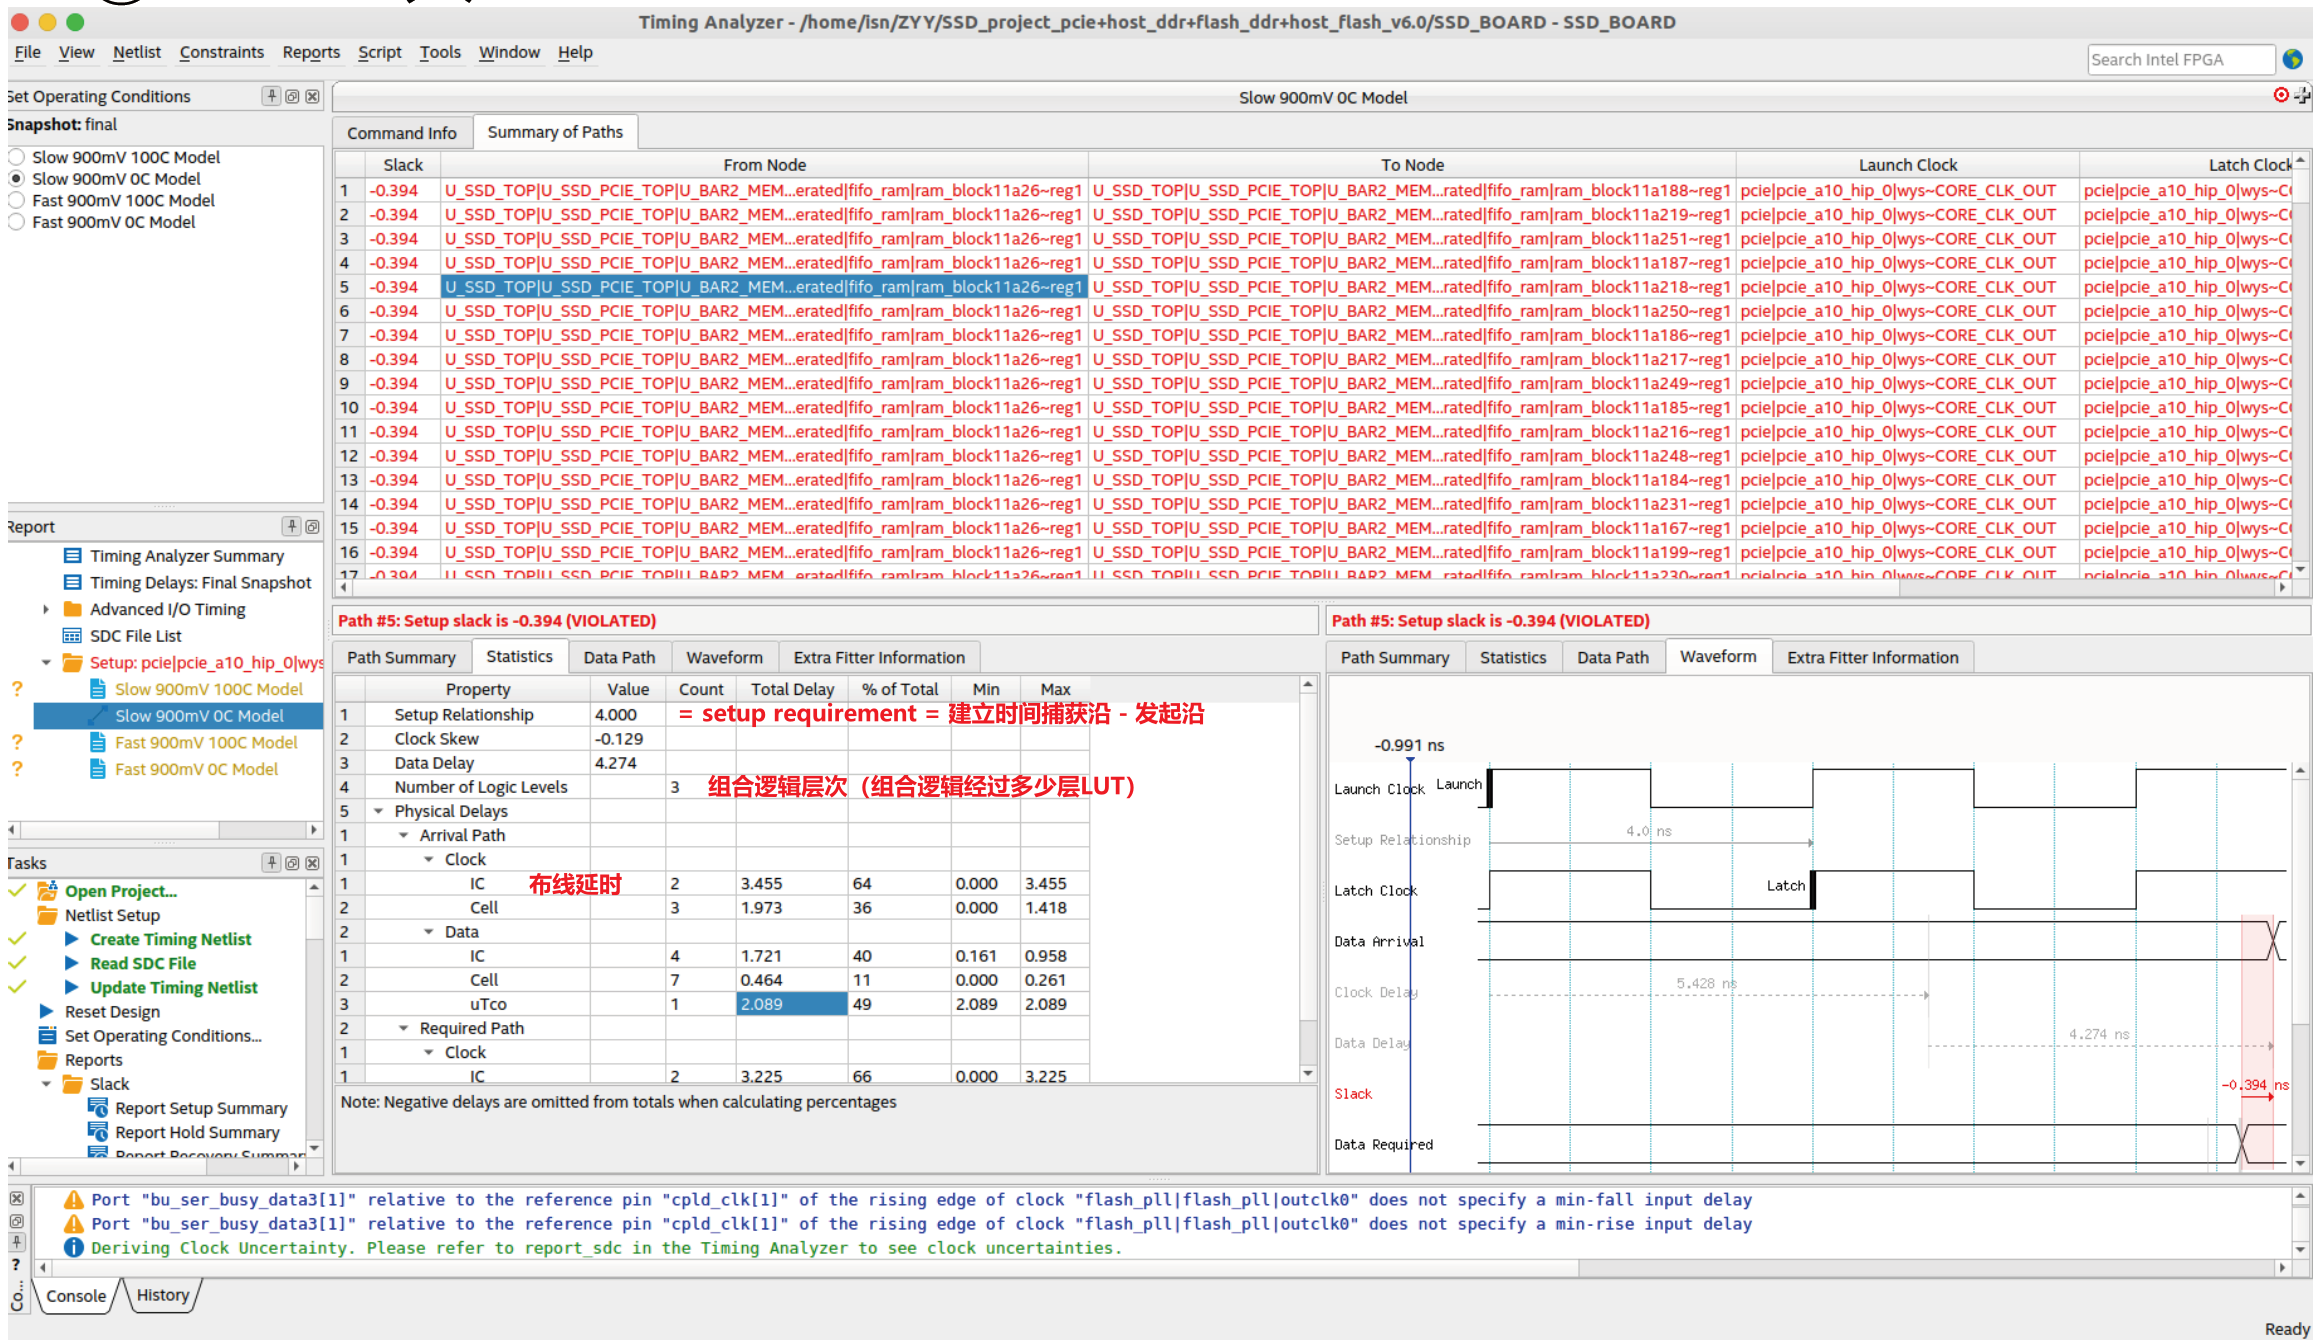 Timing Analyzer - /home/isn/ZYY/SSD_project_pcie+host_ddr+flash_ddr+host_flash_v6.0/SSD_BOARD - SSD_BOARD
File View Netlist Constraints Reports Script Tools Window Help
Search Intel FPGA
Set Operating Conditions
Snapshot: final
Slow 900mV 100C Model
Slow 900mV 0C Model
Fast 900mV 100C Model
Fast 900mV 0C Model
Slow 900mV 0C Model
Command Info Summary of Paths
Slack From Node To Node Launch Clock Latch Clock
1 -0.394 U_SSD_TOP|U_SSD_PCIE_TOP|U_BAR2_MEM...erated|fifo_ram|ram_block11a26~reg1 U_SSD_TOP|U_SSD_PCIE_TOP|U_BAR2_MEM...rated|fifo_ram|ram_block11a188~reg1 pcie|pcie_a10_hip_0|wys~CORE_CLK_OUT pcie|pcie_a10_hip_0|wys~C
2 -0.394 U_SSD_TOP|U_SSD_PCIE_TOP|U_BAR2_MEM...erated|fifo_ram|ram_block11a26~reg1 U_SSD_TOP|U_SSD_PCIE_TOP|U_BAR2_MEM...rated|fifo_ram|ram_block11a219~reg1 pcie|pcie_a10_hip_0|wys~CORE_CLK_OUT pcie|pcie_a10_hip_0|wys~C
3 -0.394 U_SSD_TOP|U_SSD_PCIE_TOP|U_BAR2_MEM...erated|fifo_ram|ram_block11a26~reg1 U_SSD_TOP|U_SSD_PCIE_TOP|U_BAR2_MEM...rated|fifo_ram|ram_block11a251~reg1 pcie|pcie_a10_hip_0|wys~CORE_CLK_OUT pcie|pcie_a10_hip_0|wys~C
4 -0.394 U_SSD_TOP|U_SSD_PCIE_TOP|U_BAR2_MEM...erated|fifo_ram|ram_block11a26~reg1 U_SSD_TOP|U_SSD_PCIE_TOP|U_BAR2_MEM...rated|fifo_ram|ram_block11a187~reg1 pcie|pcie_a10_hip_0|wys~CORE_CLK_OUT pcie|pcie_a10_hip_0|wys~C
5 -0.394 U_SSD_TOP|U_SSD_PCIE_TOP|U_BAR2_MEM...erated|fifo_ram|ram_block11a26~reg1 U_SSD_TOP|U_SSD_PCIE_TOP|U_BAR2_MEM...rated|fifo_ram|ram_block11a218~reg1 pcie|pcie_a10_hip_0|wys~CORE_CLK_OUT pcie|pcie_a10_hip_0|wys~C
6 -0.394 U_SSD_TOP|U_SSD_PCIE_TOP|U_BAR2_MEM...erated|fifo_ram|ram_block11a26~reg1 U_SSD_TOP|U_SSD_PCIE_TOP|U_BAR2_MEM...rated|fifo_ram|ram_block11a250~reg1 pcie|pcie_a10_hip_0|wys~CORE_CLK_OUT pcie|pcie_a10_hip_0|wys~C
7 -0.394 U_SSD_TOP|U_SSD_PCIE_TOP|U_BAR2_MEM...erated|fifo_ram|ram_block11a26~reg1 U_SSD_TOP|U_SSD_PCIE_TOP|U_BAR2_MEM...rated|fifo_ram|ram_block11a186~reg1 pcie|pcie_a10_hip_0|wys~CORE_CLK_OUT pcie|pcie_a10_hip_0|wys~C
8 -0.394 U_SSD_TOP|U_SSD_PCIE_TOP|U_BAR2_MEM...erated|fifo_ram|ram_block11a26~reg1 U_SSD_TOP|U_SSD_PCIE_TOP|U_BAR2_MEM...rated|fifo_ram|ram_block11a217~reg1 pcie|pcie_a10_hip_0|wys~CORE_CLK_OUT pcie|pcie_a10_hip_0|wys~C
9 -0.394 U_SSD_TOP|U_SSD_PCIE_TOP|U_BAR2_MEM...erated|fifo_ram|ram_block11a26~reg1 U_SSD_TOP|U_SSD_PCIE_TOP|U_BAR2_MEM...rated|fifo_ram|ram_block11a249~reg1 pcie|pcie_a10_hip_0|wys~CORE_CLK_OUT pcie|pcie_a10_hip_0|wys~C
10 -0.394 U_SSD_TOP|U_SSD_PCIE_TOP|U_BAR2_MEM...erated|fifo_ram|ram_block11a26~reg1 U_SSD_TOP|U_SSD_PCIE_TOP|U_BAR2_MEM...rated|fifo_ram|ram_block11a185~reg1 pcie|pcie_a10_hip_0|wys~CORE_CLK_OUT pcie|pcie_a10_hip_0|wys~C
11 -0.394 U_SSD_TOP|U_SSD_PCIE_TOP|U_BAR2_MEM...erated|fifo_ram|ram_block11a26~reg1 U_SSD_TOP|U_SSD_PCIE_TOP|U_BAR2_MEM...rated|fifo_ram|ram_block11a216~reg1 pcie|pcie_a10_hip_0|wys~CORE_CLK_OUT pcie|pcie_a10_hip_0|wys~C
12 -0.394 U_SSD_TOP|U_SSD_PCIE_TOP|U_BAR2_MEM...erated|fifo_ram|ram_block11a26~reg1 U_SSD_TOP|U_SSD_PCIE_TOP|U_BAR2_MEM...rated|fifo_ram|ram_block11a248~reg1 pcie|pcie_a10_hip_0|wys~CORE_CLK_OUT pcie|pcie_a10_hip_0|wys~C
13 -0.394 U_SSD_TOP|U_SSD_PCIE_TOP|U_BAR2_MEM...erated|fifo_ram|ram_block11a26~reg1 U_SSD_TOP|U_SSD_PCIE_TOP|U_BAR2_MEM...rated|fifo_ram|ram_block11a184~reg1 pcie|pcie_a10_hip_0|wys~CORE_CLK_OUT pcie|pcie_a10_hip_0|wys~C
14 -0.394 U_SSD_TOP|U_SSD_PCIE_TOP|U_BAR2_MEM...erated|fifo_ram|ram_block11a26~reg1 U_SSD_TOP|U_SSD_PCIE_TOP|U_BAR2_MEM...rated|fifo_ram|ram_block11a231~reg1 pcie|pcie_a10_hip_0|wys~CORE_CLK_OUT pcie|pcie_a10_hip_0|wys~C
15 -0.394 U_SSD_TOP|U_SSD_PCIE_TOP|U_BAR2_MEM...erated|fifo_ram|ram_block11a26~reg1 U_SSD_TOP|U_SSD_PCIE_TOP|U_BAR2_MEM...rated|fifo_ram|ram_block11a167~reg1 pcie|pcie_a10_hip_0|wys~CORE_CLK_OUT pcie|pcie_a10_hip_0|wys~C
16 -0.394 U_SSD_TOP|U_SSD_PCIE_TOP|U_BAR2_MEM...erated|fifo_ram|ram_block11a26~reg1 U_SSD_TOP|U_SSD_PCIE_TOP|U_BAR2_MEM...rated|fifo_ram|ram_block11a199~reg1 pcie|pcie_a10_hip_0|wys~CORE_CLK_OUT pcie|pcie_a10_hip_0|wys~C
17 -0.394 U_SSD_TOP|U_SSD_PCIE_TOP|U_BAR2_MEM...erated|fifo_ram|ram_block11a26~reg1 U_SSD_TOP|U_SSD_PCIE_TOP|U_BAR2_MEM...rated|fifo_ram|ram_block11a230~reg1 pcie|pcie_a10_hip_0|wys~CORE_CLK_OUT pcie|pcie_a10_hip_0|wys~C
Report
Timing Analyzer Summary
Timing Delays: Final Snapshot
Advanced I/O Timing
SDC File List
Setup: pcie|pcie_a10_hip_0|wys
? Slow 900mV 100C Model
Slow 900mV 0C Model
? Fast 900mV 100C Model
? Fast 900mV 0C Model
Tasks
Open Project...
Netlist Setup
Create Timing Netlist
Read SDC File
Update Timing Netlist
Reset Design
Set Operating Conditions...
Reports
Slack
Report Setup Summary
Report Hold Summary
Report Recovery Summar
Path #5: Setup slack is -0.394 (VIOLATED)
Path Summary Statistics Data Path Waveform Extra Fitter Information
Property Value Count Total Delay % of Total Min Max
1 Setup Relationship 4.000 = setup requirement = 建立时间捕获沿 - 发起沿
2 Clock Skew -0.129
3 Data Delay 4.274
4 Number of Logic Levels 3 组合逻辑层次（组合逻辑经过多少层LUT）
5 Physical Delays
1 Arrival Path
1 Clock
1 IC 布线延时 2 3.455 64 0.000 3.455
2 Cell 3 1.973 36 0.000 1.418
2 Data
1 IC 4 1.721 40 0.161 0.958
2 Cell 7 0.464 11 0.000 0.261
3 uTco 1 2.089 49 2.089 2.089
2 Required Path
1 Clock
1 IC 2 3.225 66 0.000 3.225
Note: Negative delays are omitted from totals when calculating percentages
Path #5: Setup slack is -0.394 (VIOLATED)
Path Summary Statistics Data Path Waveform Extra Fitter Information
-0.991 ns
Launch Clock Launch
Setup Relationship 4.0 ns
Latch Clock Latch
Data Arrival
Clock Delay 5.428 ns
Data Delay 4.274 ns
Slack -0.394 ns
Data Required
Port "bu_ser_busy_data3[1]" relative to the reference pin "cpld_clk[1]" of the rising edge of clock "flash_pll|flash_pll|outclk0" does not specify a min-fall input delay
Port "bu_ser_busy_data3[1]" relative to the reference pin "cpld_clk[1]" of the rising edge of clock "flash_pll|flash_pll|outclk0" does not specify a min-rise input delay
Deriving Clock Uncertainty. Please refer to report_sdc in the Timing Analyzer to see clock uncertainties.
?
Co...
Console History
Ready